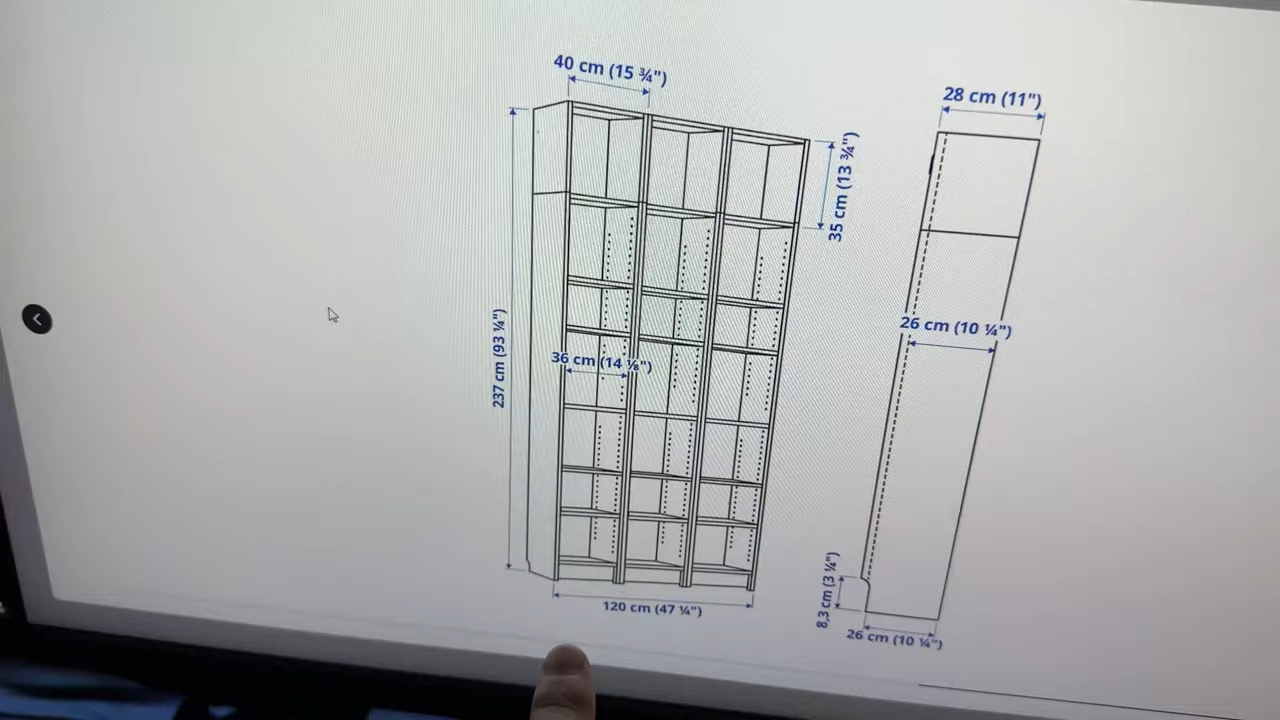 40 cm (15 ¾")
28 cm (11")
35 cm (13 ¾")
237 cm (93 ¼")
36 cm (14 ⅛")
26 cm (10 ¼")
8,3 cm (3 ¼")
120 cm (47 ¼")
26 cm (10 ¼")